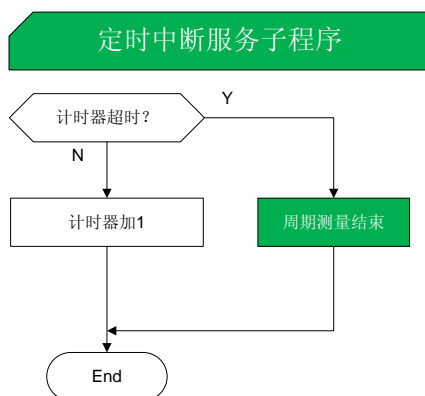 定时中断服务子程序
计时器超时？
Y
N
计时器加1
周期测量结束
End